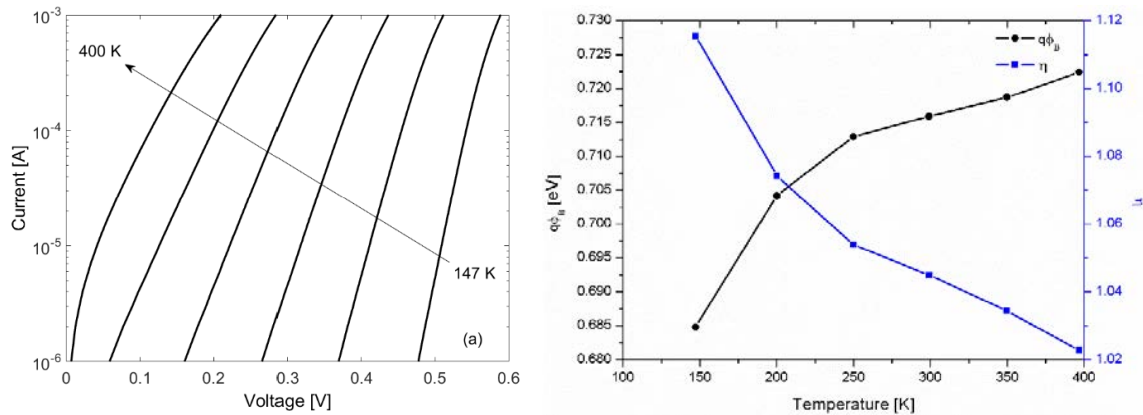 10⁻³
10⁻⁴
10⁻⁵
10⁻⁶
Current [A]
400 K
147 K
(a)
0 0.1 0.2 0.3 0.4 0.5 0.6
Voltage [V]
0.730
0.725
0.720
0.715
0.710
0.705
0.700
0.695
0.690
0.685
0.680
qϕB [eV]
qϕB
η
1.12
1.10
1.08
1.06
1.04
1.02
η
100 150 200 250 300 350 400
Temperature [K]